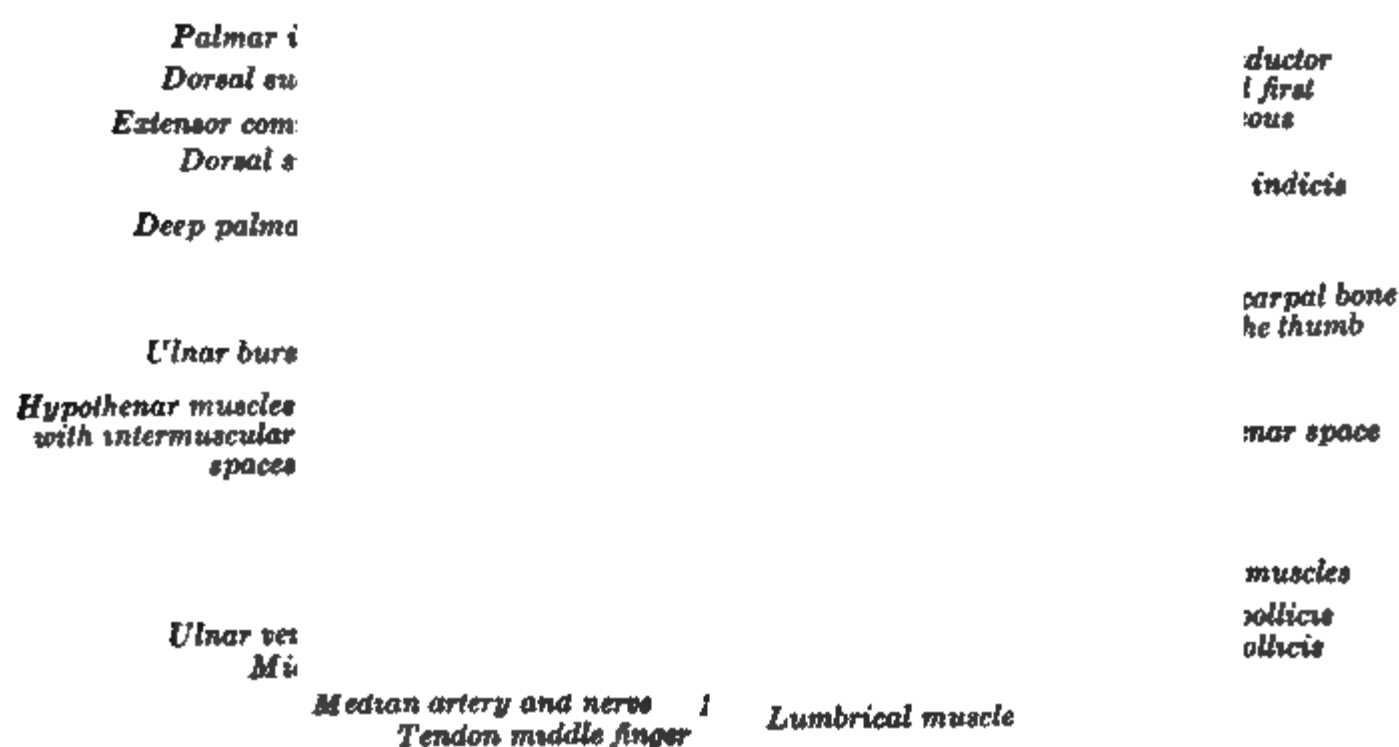 Palmar i
Dorsal su
Extensor com
Dorsal s
Deep palma
Ulnar burs
Hypothenar muscles
with intermuscular
spaces
Ulnar ve
Mi
Median artery and nerve
Tendon middle finger
Lumbrical muscle
ductor
first
eous
indicis
carpal bone
he thumb
nar space
muscles
pollicis
ollicis